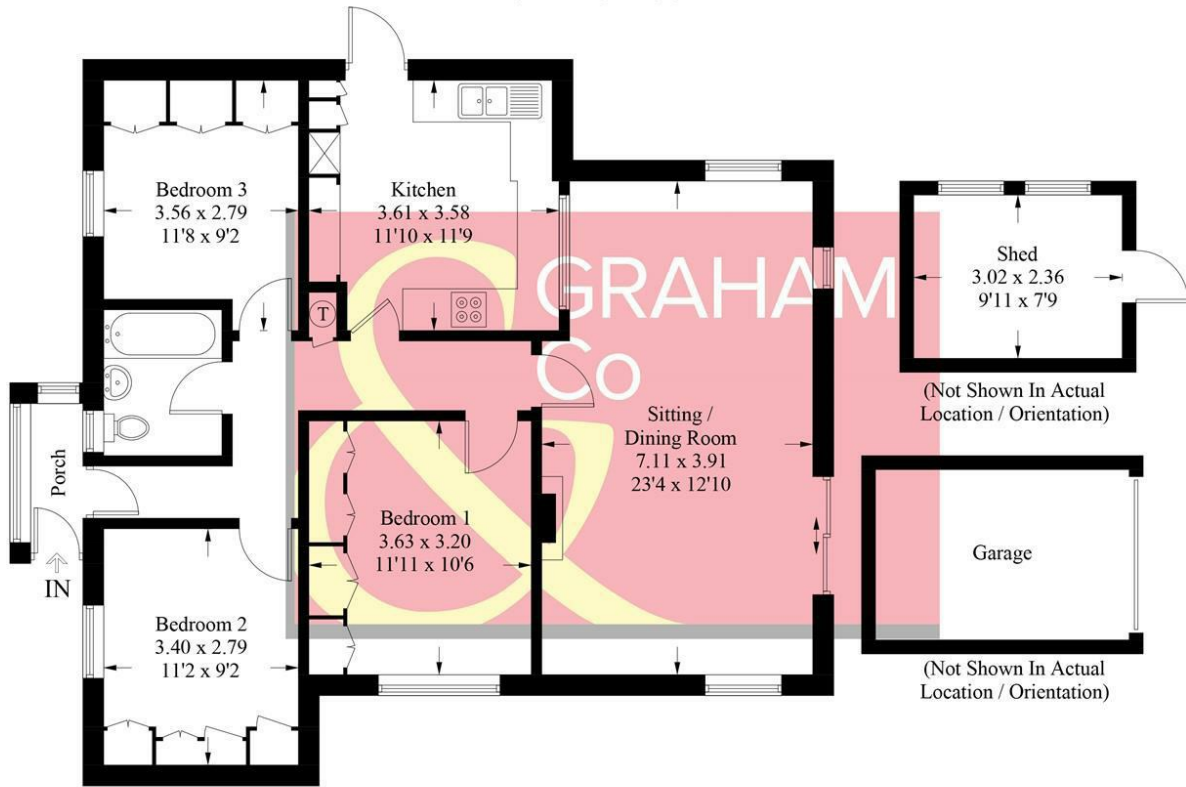 Bedroom 3
3.56 x 2.79
11'8 x 9'2
Kitchen
3.61 x 3.58
11'10 x 11'9
T
GRAHAM
&
Co
Shed
3.02 x 2.36
9'11 x 7'9
(Not Shown In Actual
Location / Orientation)
Sitting /
Dining Room
7.11 x 3.91
23'4 x 12'10
Porch
IN
Bedroom 1
3.63 x 3.20
11'11 x 10'6
Garage
(Not Shown In Actual
Location / Orientation)
Bedroom 2
3.40 x 2.79
11'2 x 9'2